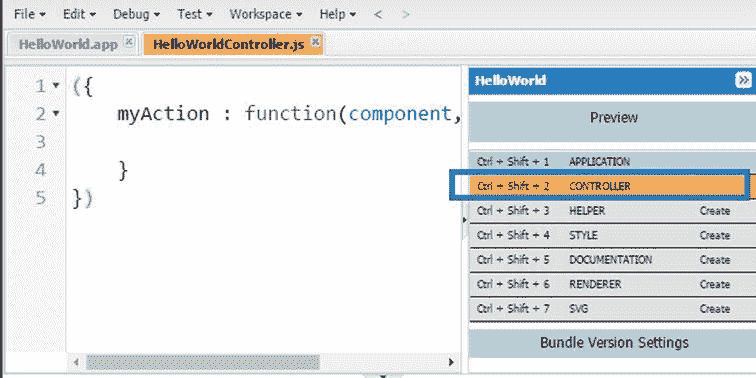 File ▾ Edit ▾ Debug ▾ Test ▾ Workspace ▾ Help ▾ < >
HelloWorld.app HelloWorldController.js
1 ({
2 myAction : function(component,
3
4 }
5 })
HelloWorld
Preview
Ctrl + Shift + 1 APPLICATION
Ctrl + Shift + 2 CONTROLLER
Ctrl + Shift + 3 HELPER Create
Ctrl + Shift + 4 STYLE Create
Ctrl + Shift + 5 DOCUMENTATION Create
Ctrl + Shift + 6 RENDERER Create
Ctrl + Shift + 7 SVG Create
Bundle Version Settings